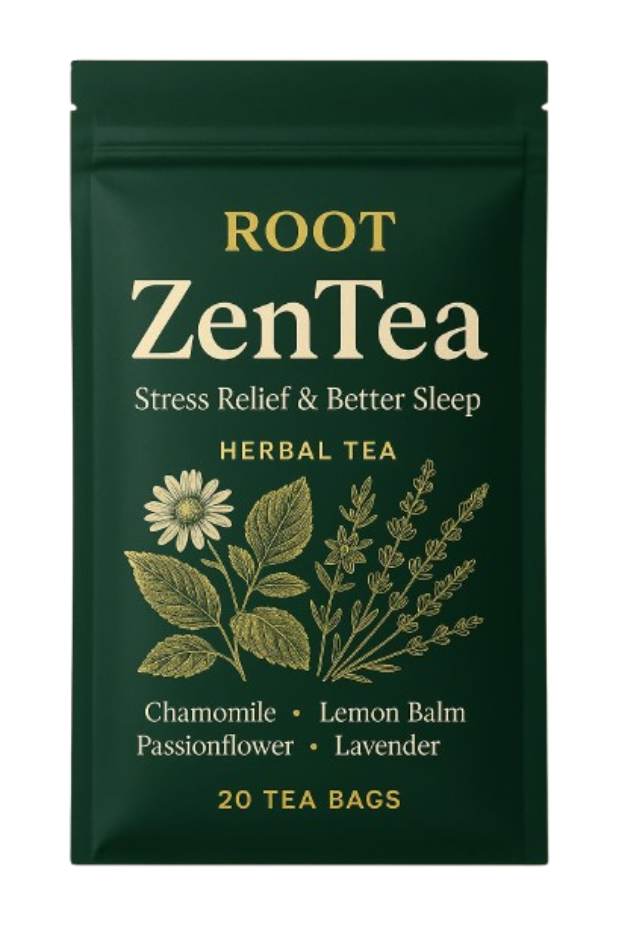 ROOT
ZenTea
Stress Relief & Better Sleep
HERBAL TEA
Chamomile • Lemon Balm
Passionflower • Lavender
20 TEA BAGS